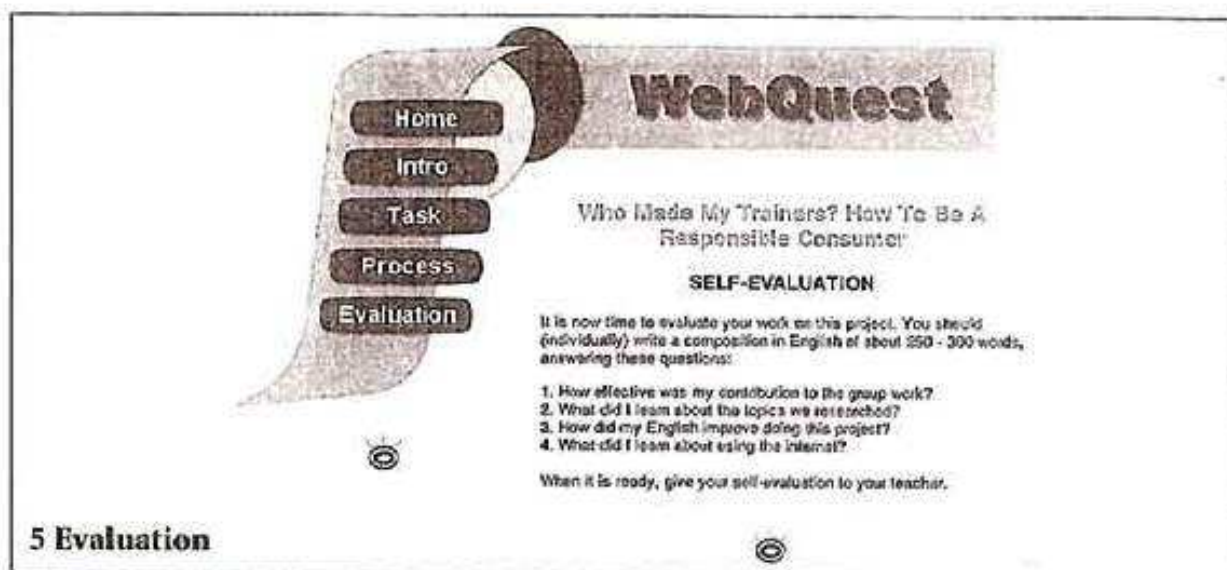 WebQuest
Home
Intro
Task
Process
Evaluation
Who Made My Trainers? How To Be A
Responsible Consumer
SELF-EVALUATION
It is now time to evaluate your work on this project. You should
(individually) write a composition in English of about 250 - 300 words,
answering these questions:
1. How effective was my contribution to the group work?
2. What did I learn about the topics we researched?
3. How did my English improve doing this project?
4. What did I learn about using the internet?
When it is ready, give your self-evaluation to your teacher.
5 Evaluation